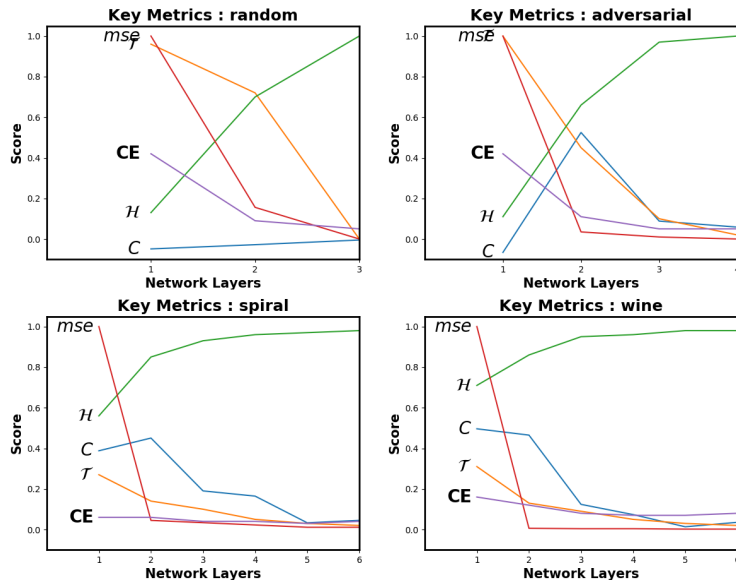 Key Metrics : random
Key Metrics : adversarial
1.0
0.8
0.6
0.4
0.2
0.0
Score
mse
𝒯
CE
ℋ
C
1
2
3
Network Layers
1.0
0.8
0.6
0.4
0.2
0.0
Score
mse
𝒯
CE
ℋ
C
1
2
3
4
Network Layers
Key Metrics : spiral
Key Metrics : wine
1.0
0.8
0.6
0.4
0.2
0.0
Score
mse
ℋ
C
𝒯
CE
1
2
3
4
5
6
Network Layers
1.0
0.8
0.6
0.4
0.2
0.0
Score
mse
ℋ
C
𝒯
CE
1
2
3
4
5
6
Network Layers